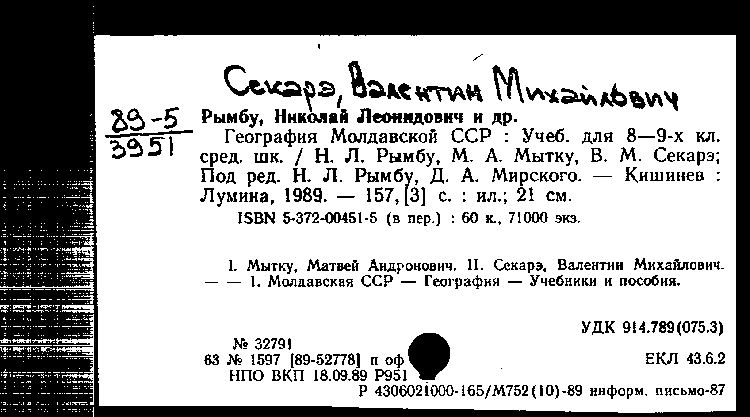 Секарэ, Валентин Михайлович
89-5
3951
Рымбу, Николай Леонидович и др.
География Молдавской ССР : Учеб. для 8—9-х кл.
сред. шк. / Н. Л. Рымбу, М. А. Мытку, В. М. Секарэ;
Под ред. Н. Л. Рымбу, Д. А. Мирского. — Кишинев :
Лумина, 1989. — 157, [3] с. : ил.; 21 см.
ISBN 5-372-00451-5 (в пер.) : 60 к., 71000 экз.
I. Мытку, Матвей Андронович. II. Секарэ, Валентин Михайлович.
— — 1. Молдавская ССР — География — Учебники и пособия.
УДК 914.789(075.3)
№ 32791
63 № 1597 [89-52778] п оф
ЕКЛ 43.6.2
НПО ВКП 18.09.89 Р951
Р 4306021000-165/М752(10)-89 информ. письмо-87